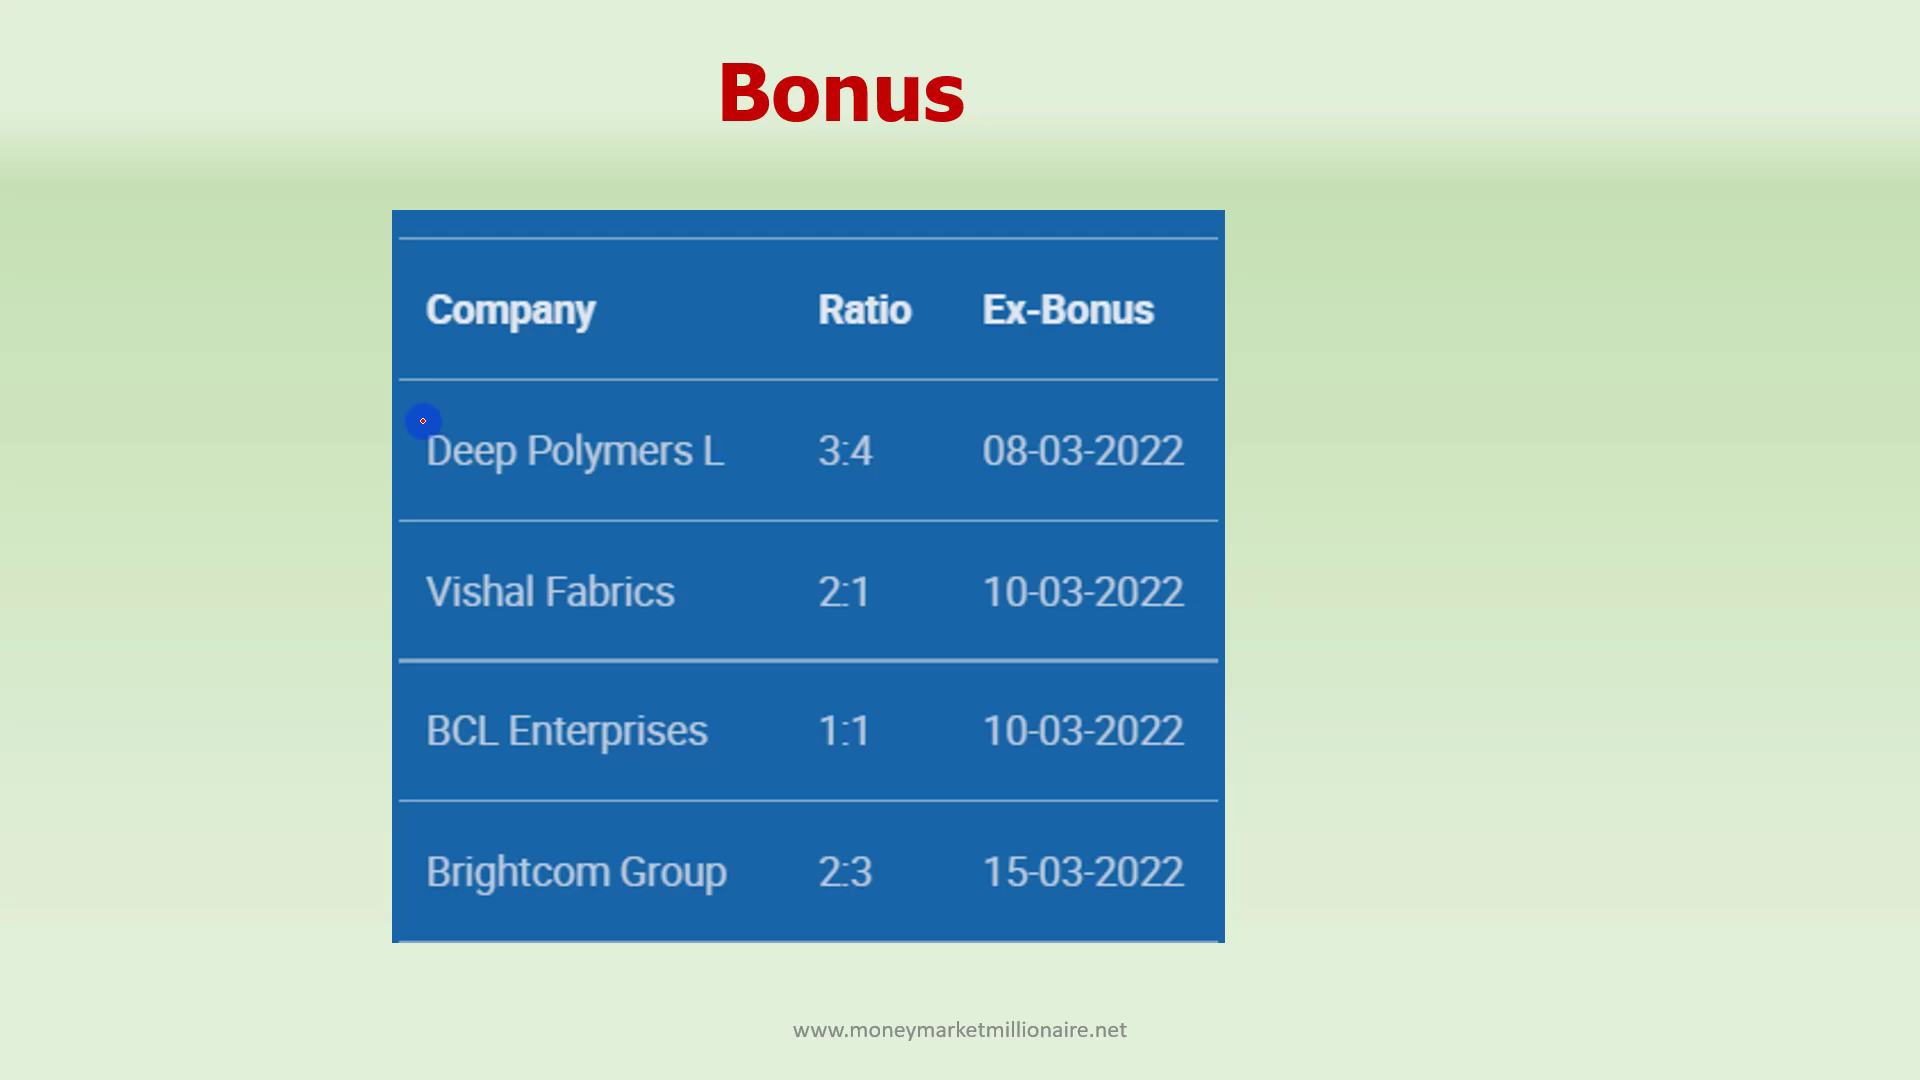 Bonus
Company Ratio Ex-Bonus
Deep Polymers L 3:4 08-03-2022
Vishal Fabrics 2:1 10-03-2022
BCL Enterprises 1:1 10-03-2022
Brightcom Group 2:3 15-03-2022
www.moneymarketmillionaire.net